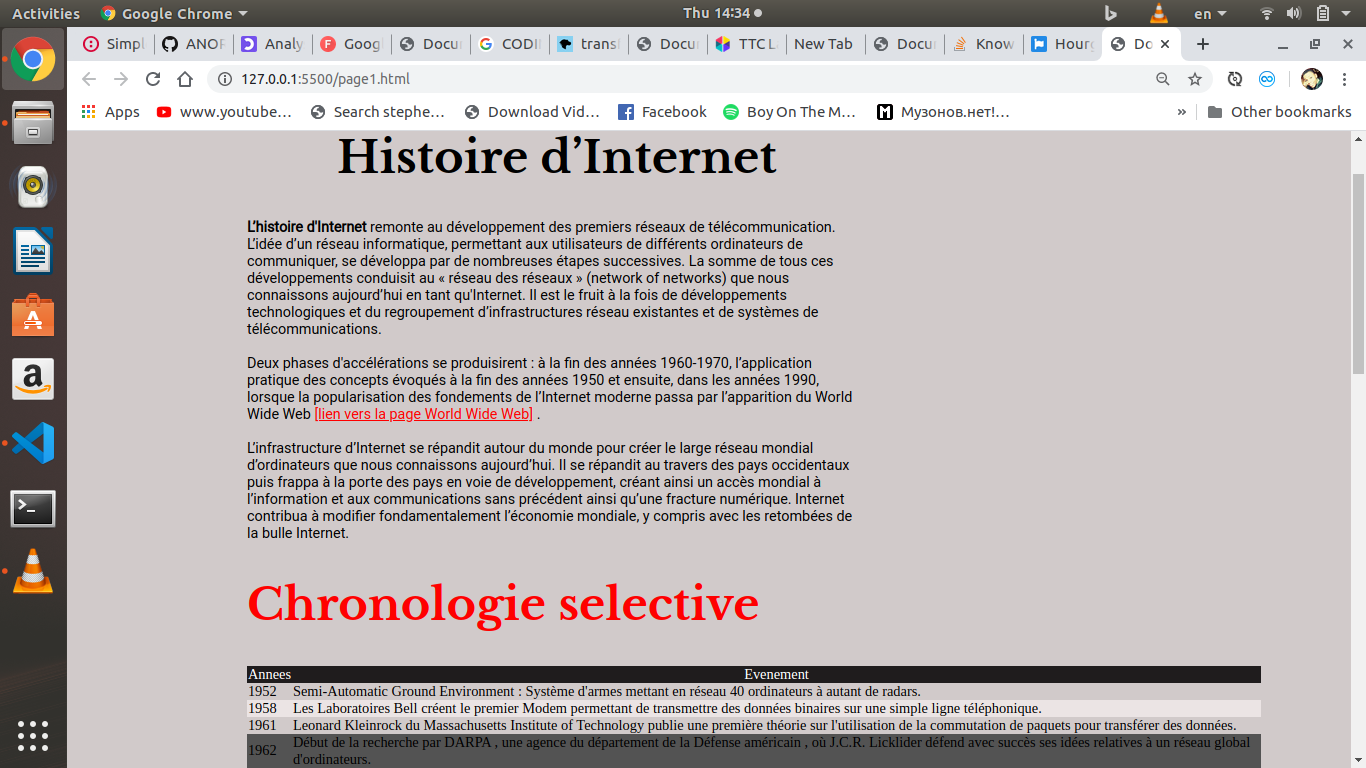 Activities Google Chrome Thu 14:34 en
Simpl ANOR Analy Goog Docu CODII trans Docu TTC L New Tab Docu Know Hourg Do
127.0.0.1:5500/page1.html
Apps www.youtube… Search stephe… Download Vid… Facebook Boy On The M… Музонов.нет!… » Other bookmarks
Histoire d’Internet
L’histoire d'Internet remonte au développement des premiers réseaux de télécommunication.
L’idée d’un réseau informatique, permettant aux utilisateurs de différents ordinateurs de
communiquer, se développa par de nombreuses étapes successives. La somme de tous ces
développements conduisit au « réseau des réseaux » (network of networks) que nous
connaissons aujourd’hui en tant qu'Internet. Il est le fruit à la fois de développements
technologiques et du regroupement d’infrastructures réseau existantes et de systèmes de
télécommunications.
Deux phases d'accélérations se produisirent : à la fin des années 1960-1970, l’application
pratique des concepts évoqués à la fin des années 1950 et ensuite, dans les années 1990,
lorsque la popularisation des fondements de l’Internet moderne passa par l’apparition du World
Wide Web [lien vers la page World Wide Web] .
L’infrastructure d’Internet se répandit autour du monde pour créer le large réseau mondial
d’ordinateurs que nous connaissons aujourd’hui. Il se répandit au travers des pays occidentaux
puis frappa à la porte des pays en voie de développement, créant ainsi un accès mondial à
l’information et aux communications sans précédent ainsi qu’une fracture numérique. Internet
contribua à modifier fondamentalement l’économie mondiale, y compris avec les retombées de
la bulle Internet.
Chronologie selective
Annees Evenement
1952 Semi-Automatic Ground Environment : Système d'armes mettant en réseau 40 ordinateurs à autant de radars.
1958 Les Laboratoires Bell créent le premier Modem permettant de transmettre des données binaires sur une simple ligne téléphonique.
1961 Leonard Kleinrock du Massachusetts Institute of Technology publie une première théorie sur l'utilisation de la commutation de paquets pour transférer des données.
1962 Début de la recherche par DARPA , une agence du département de la Défense américain , où J.C.R. Licklider défend avec succès ses idées relatives à un réseau global
d'ordinateurs.